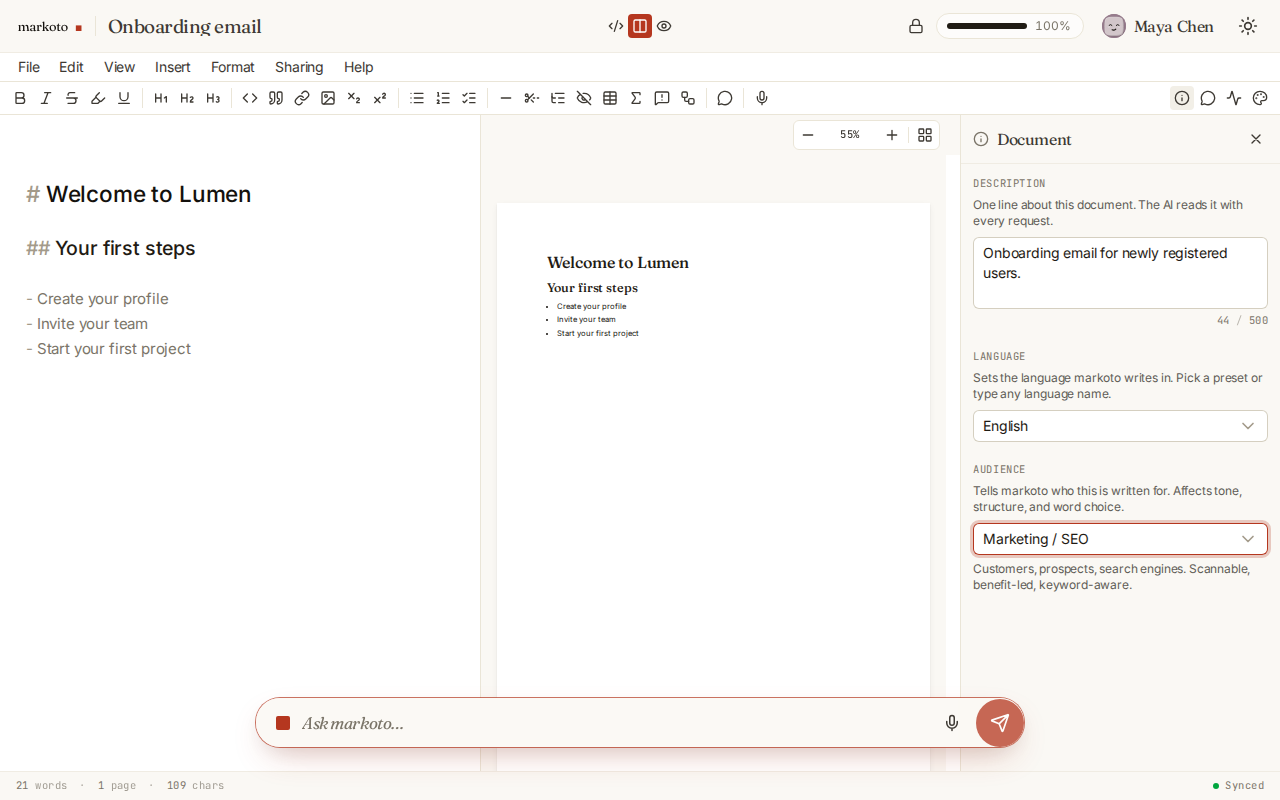 markoto
Onboarding email
100%
Maya Chen
File Edit View Insert Format Sharing Help
H1 H2 H3
55%
Document
# Welcome to Lumen
## Your first steps
- Create your profile
- Invite your team
- Start your first project
Welcome to Lumen
Your first steps
• Create your profile
• Invite your team
• Start your first project
DESCRIPTION
One line about this document. The AI reads it with
every request.
Onboarding email for newly registered
users.
44 / 500
LANGUAGE
Sets the language markoto writes in. Pick a preset or
type any language name.
English
AUDIENCE
Tells markoto who this is written for. Affects tone,
structure, and word choice.
Marketing / SEO
Customers, prospects, search engines. Scannable,
benefit-led, keyword-aware.
Ask markoto...
21 words · 1 page · 109 chars
Synced